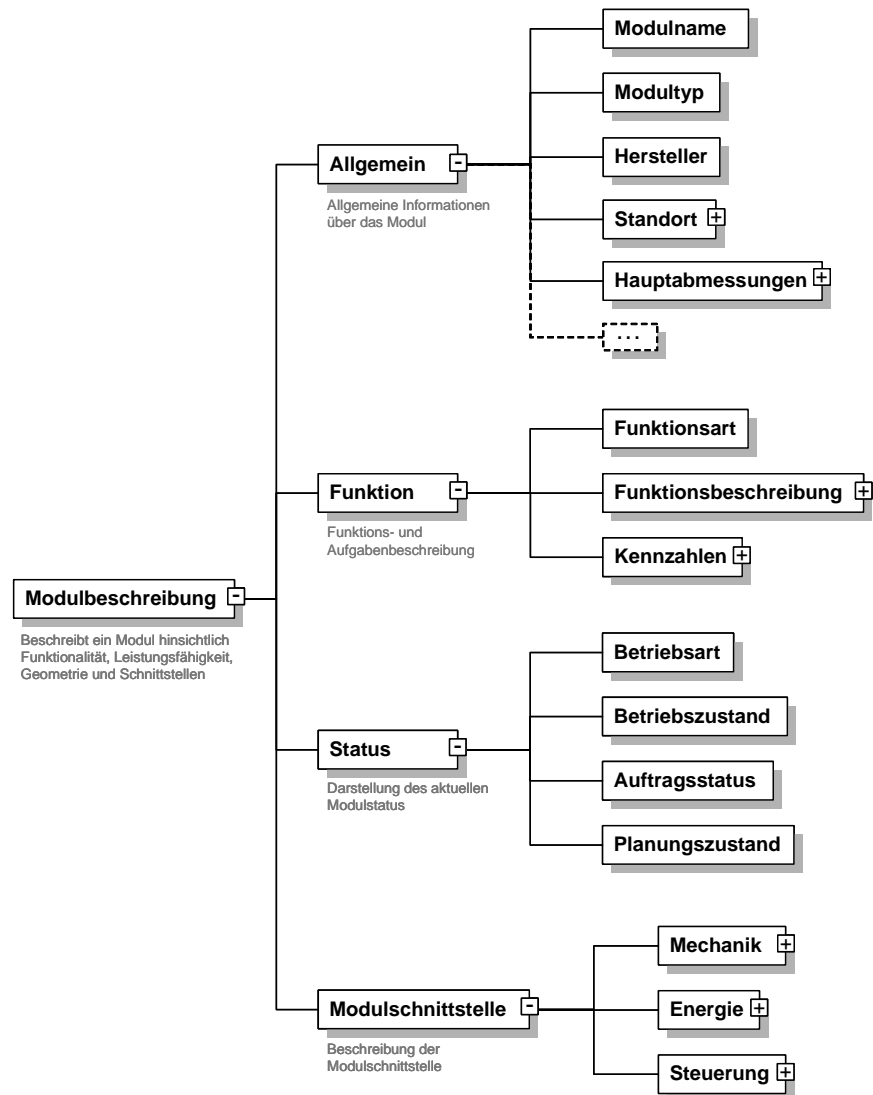 Modulbeschreibung
Beschreibt ein Modul hinsichtlich
Funktionalität, Leistungsfähigkeit,
Geometrie und Schnittstellen
Allgemein
Allgemeine Informationen
über das Modul
Modulname
Modultyp
Hersteller
Standort
Hauptabmessungen
...
Funktion
Funktions- und
Aufgabenbeschreibung
Funktionsart
Funktionsbeschreibung
Kennzahlen
Status
Darstellung des aktuellen
Modulstatus
Betriebsart
Betriebszustand
Auftragsstatus
Planungszustand
Modulschnittstelle
Beschreibung der
Modulschnittstelle
Mechanik
Energie
Steuerung